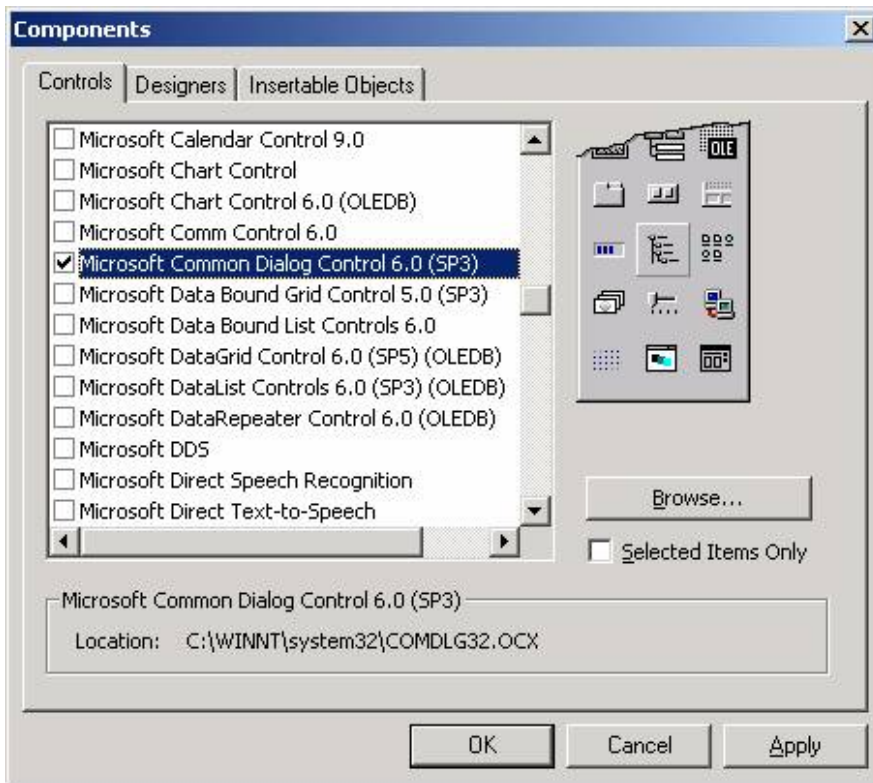 Components
Controls Designers Insertable Objects
Microsoft Calendar Control 9.0
Microsoft Chart Control
Microsoft Chart Control 6.0 (OLEDB)
Microsoft Comm Control 6.0
Microsoft Common Dialog Control 6.0 (SP3)
Microsoft Data Bound Grid Control 5.0 (SP3)
Microsoft Data Bound List Controls 6.0
Microsoft DataGrid Control 6.0 (SP5) (OLEDB)
Microsoft DataList Controls 6.0 (SP3) (OLEDB)
Microsoft DataRepeater Control 6.0 (OLEDB)
Microsoft DDS
Microsoft Direct Speech Recognition
Microsoft Direct Text-to-Speech
OLE
Browse...
Selected Items Only
Microsoft Common Dialog Control 6.0 (SP3)
Location: C:\WINNT\system32\COMDLG32.OCX
OK Cancel Apply